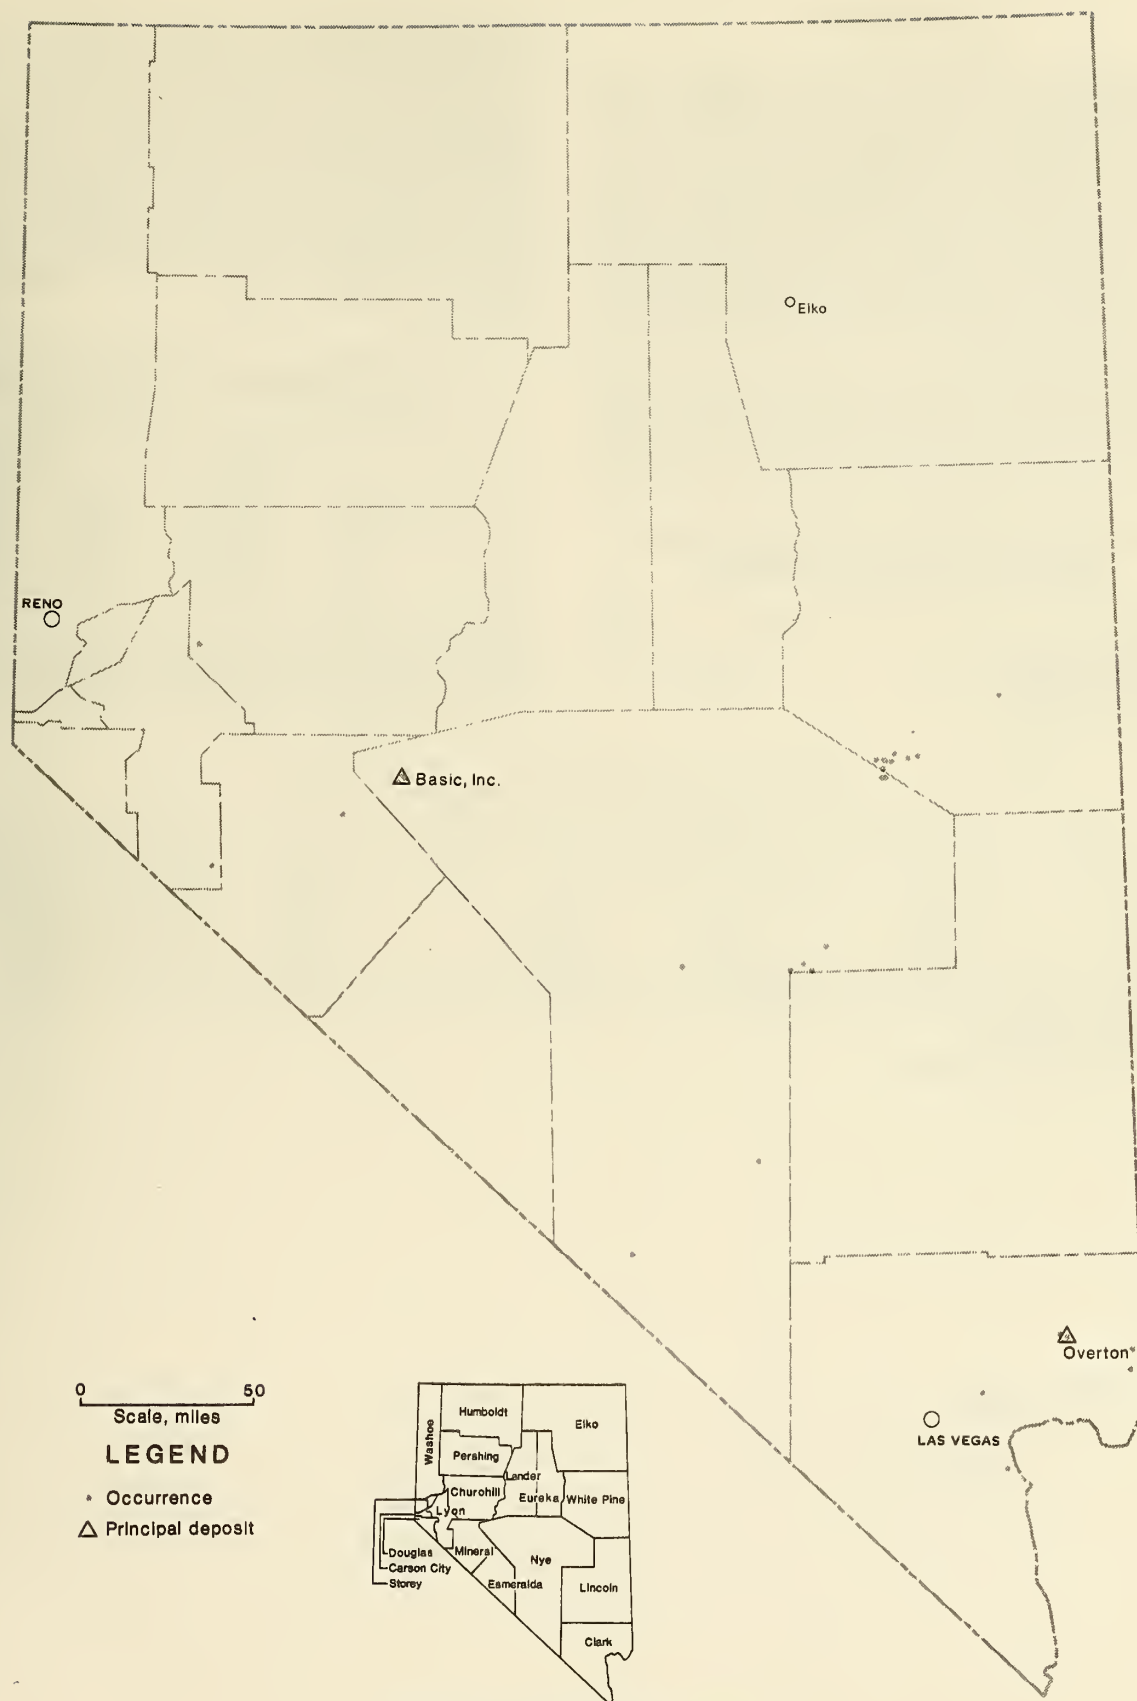 Elko
RENO
Basic, Inc.
Overton
LAS VEGAS
0 50
Scale, miles
LEGEND
Occurrence
Principal deposit
Washoe
Humboldt
Elko
Pershing
Lander
Churchill
Eureka
White Pine
Lyon
Mineral
Nye
Douglas
Carson City
Storey
Esmeralda
Lincoln
Clark